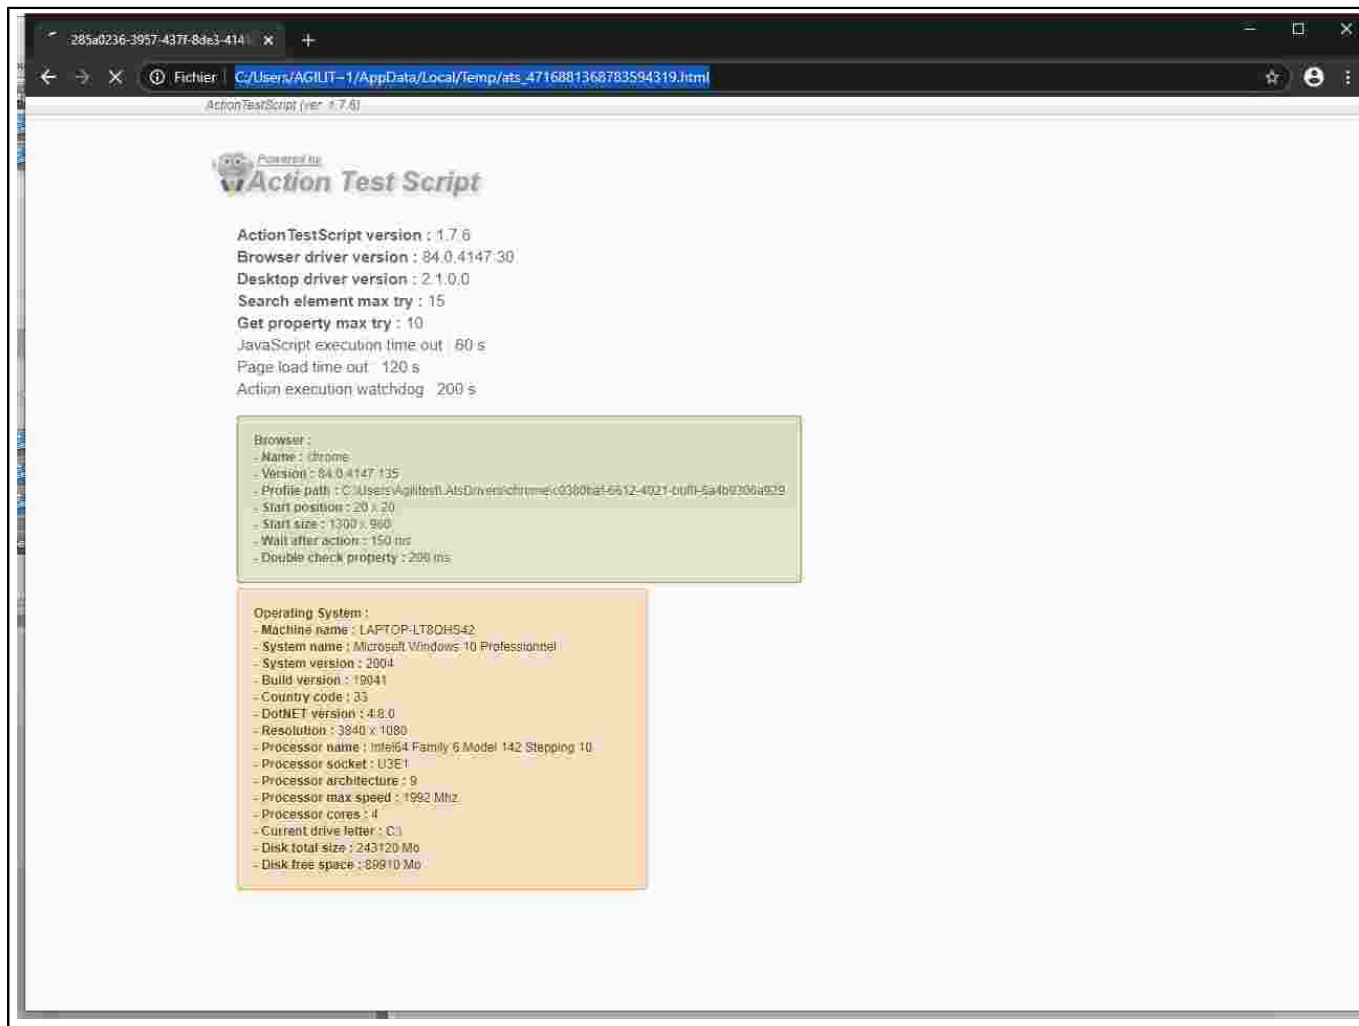 285a0236-3957-437f-8de3-414
Fichier C:/Users/AGILIT~1/AppData/Local/Temp/ats_4716881368783594319.html
ActionTestScript (ver. 1.7.6)
Powered by
Action Test Script
ActionTestScript version : 1.7.6
Browser driver version : 84.0.4147.30
Desktop driver version : 2.1.0.0
Search element max try : 15
Get property max try : 10
JavaScript execution time out : 60 s
Page load time out : 120 s
Action execution watchdog : 200 s
Browser :
- Name : chrome
- Version : 84.0.4147.135
- Profile path :
- Start position : 20 x 20
- Start size : 1300 x 960
- Wait after action : 150 ms
- Double check property : 200 ms
Operating System :
- Machine name :
- System name : Microsoft Windows 10 Professionnel
- System version : 2004
- Build version : 19041
- Country code : 33
- DotNET version : 4.8.0
- Resolution : 3840 x 1080
- Processor name : Intel64 Family 6 Model 142 Stepping 10
- Processor socket : U3E1
- Processor architecture : 9
- Processor max speed : 1992 Mhz
- Processor cores : 4
- Current drive letter : C:\
- Disk total size : 243120 Mo
- Disk free space : 89910 Mo